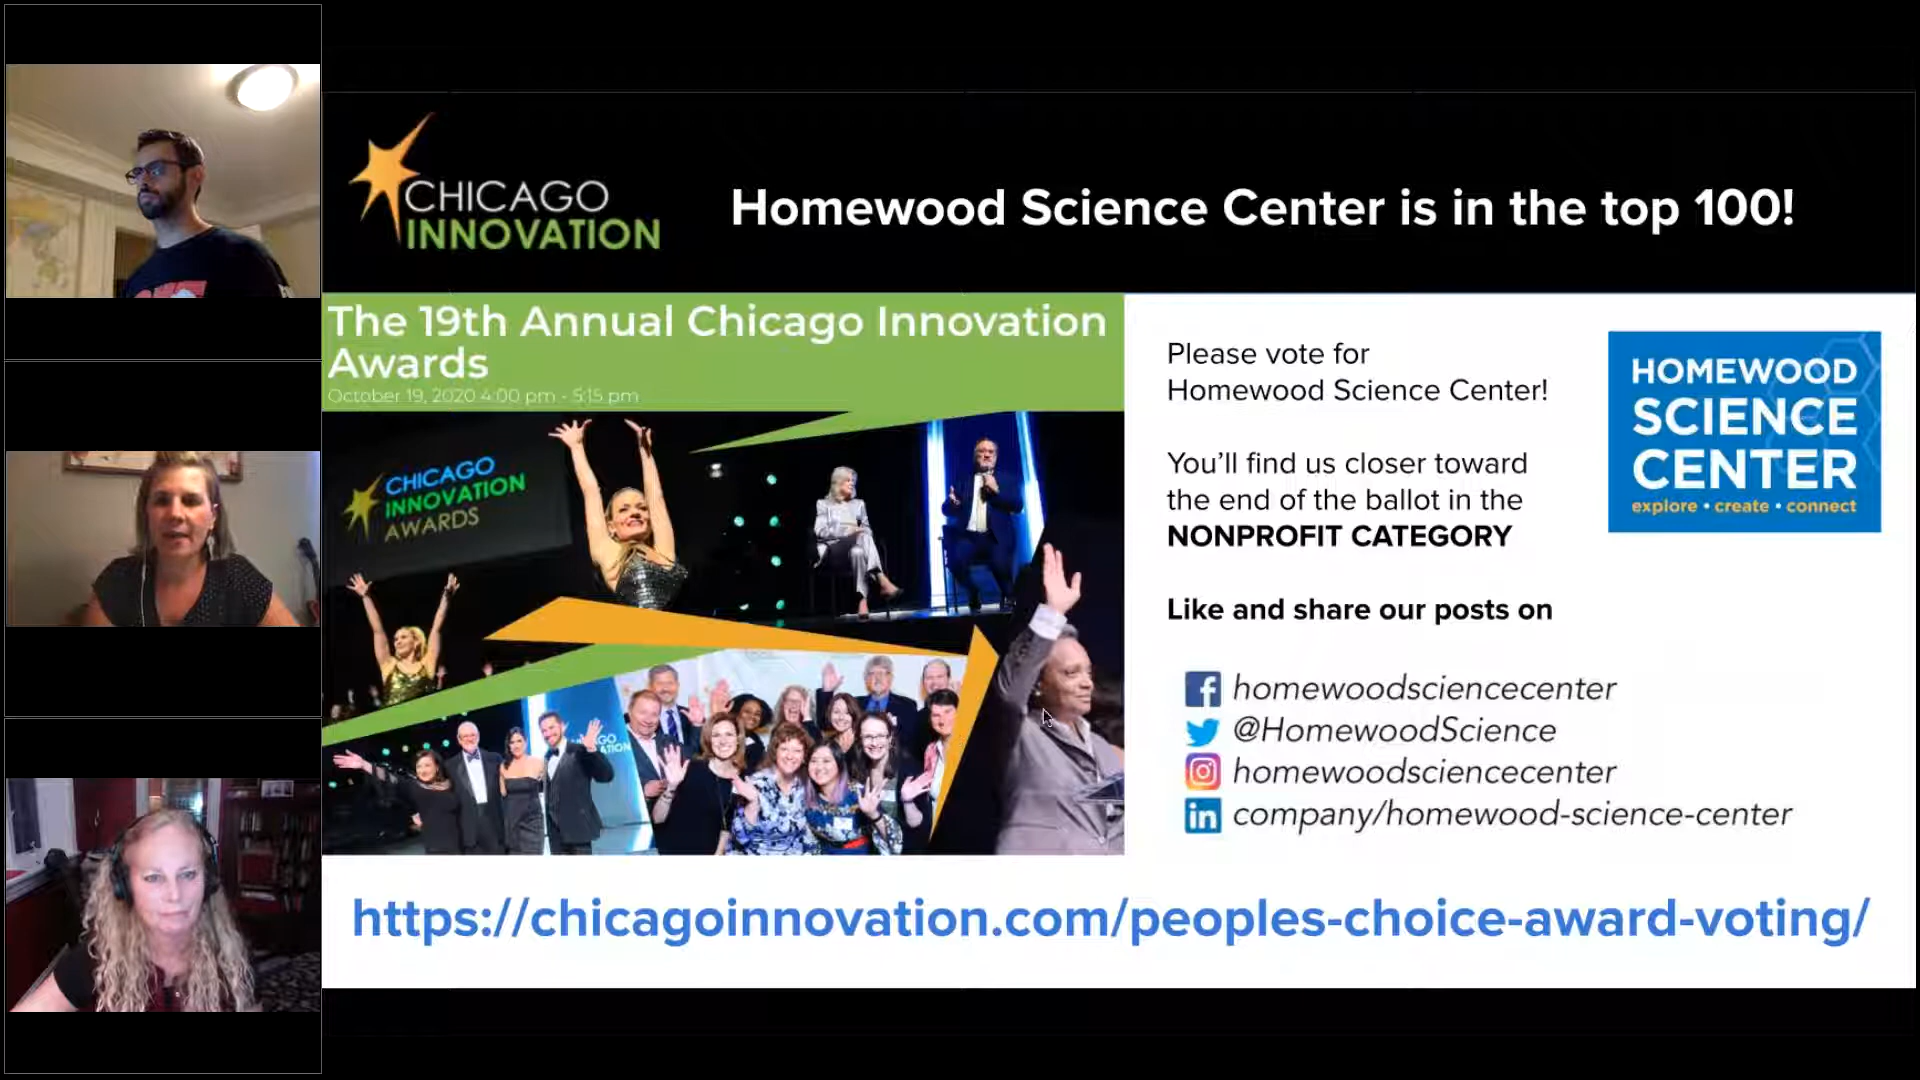 CHICAGO
INNOVATION
Homewood Science Center is in the top 100!
The 19th Annual Chicago Innovation
Awards
October 19, 2020 4:00 pm - 5:15 pm
CHICAGO
INNOVATION
AWARDS
Please vote for
Homewood Science Center!
You'll find us closer toward
the end of the ballot in the
NONPROFIT CATEGORY
HOMEWOOD
SCIENCE
CENTER
explore • create • connect
Like and share our posts on
homewoodsciencecenter
@HomewoodScience
homewoodsciencecenter
in company/homewood-science-center
https://chicagoinnovation.com/peoples-choice-award-voting/